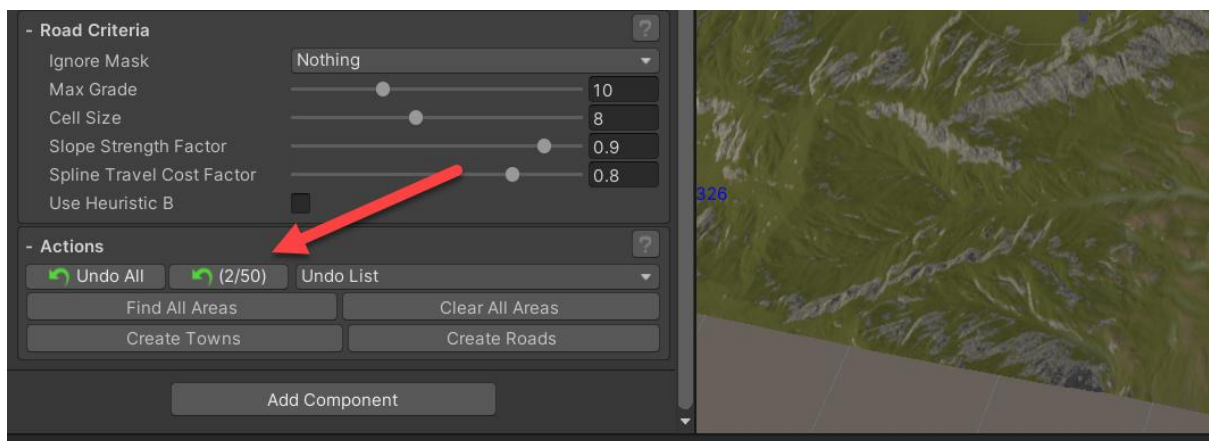 - Road Criteria ?
Ignore Mask Nothing
Max Grade 10
Cell Size 8
Slope Strength Factor 0.9
Spline Travel Cost Factor 0.8
Use Heuristic B
326
- Actions ?
Undo All (2/50) Undo List
Find All Areas Clear All Areas
Create Towns Create Roads
Add Component